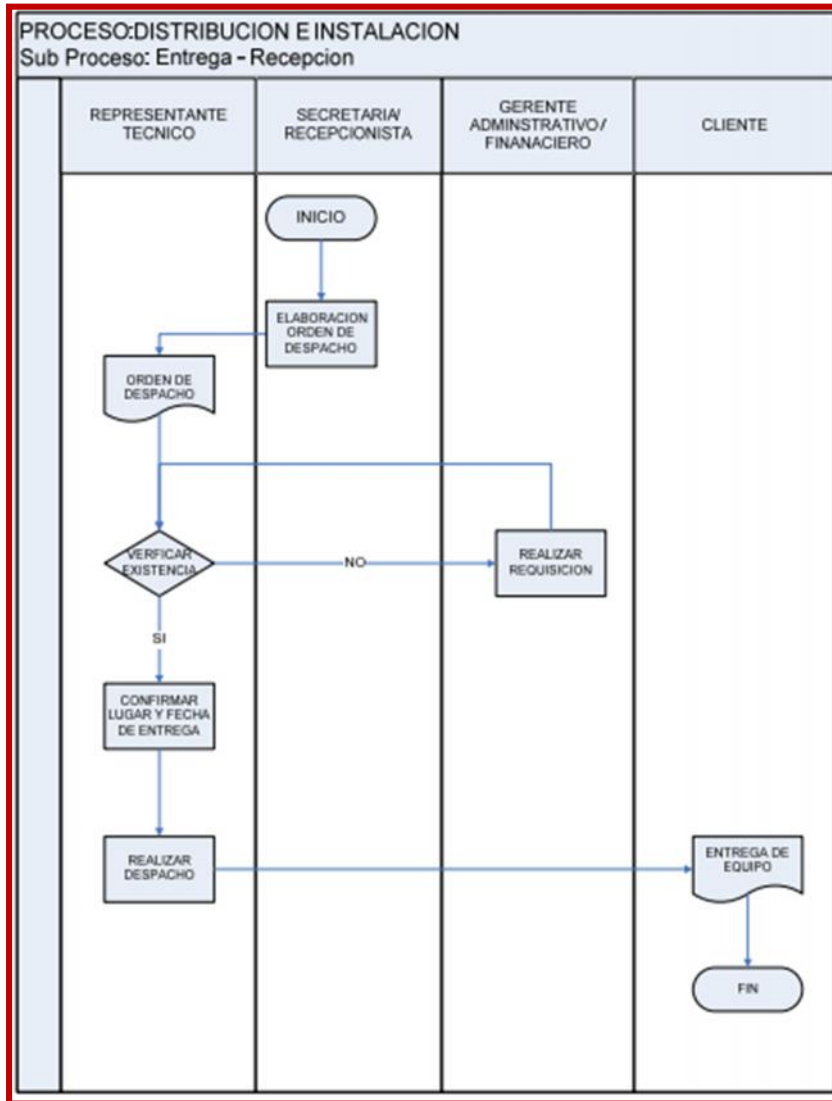 PROCESO:DISTRIBUCION E INSTALACION
Sub Proceso: Entrega - Recepcion
REPRESENTANTE
TECNICO
SECRETARIA/
RECEPCIONISTA
GERENTE
ADMINSTRATIVO/
FINANACIERO
CLIENTE
INICIO
ELABORACION
ORDEN DE
DESPACHO
ORDEN DE
DESPACHO
VERFICAR
EXISTENCIA
NO
REALIZAR
REQUISICION
SI
CONFIRMAR
LUGAR Y FECHA
DE ENTREGA
REALIZAR
DESPACHO
ENTREGA DE
EQUIPO
FIN